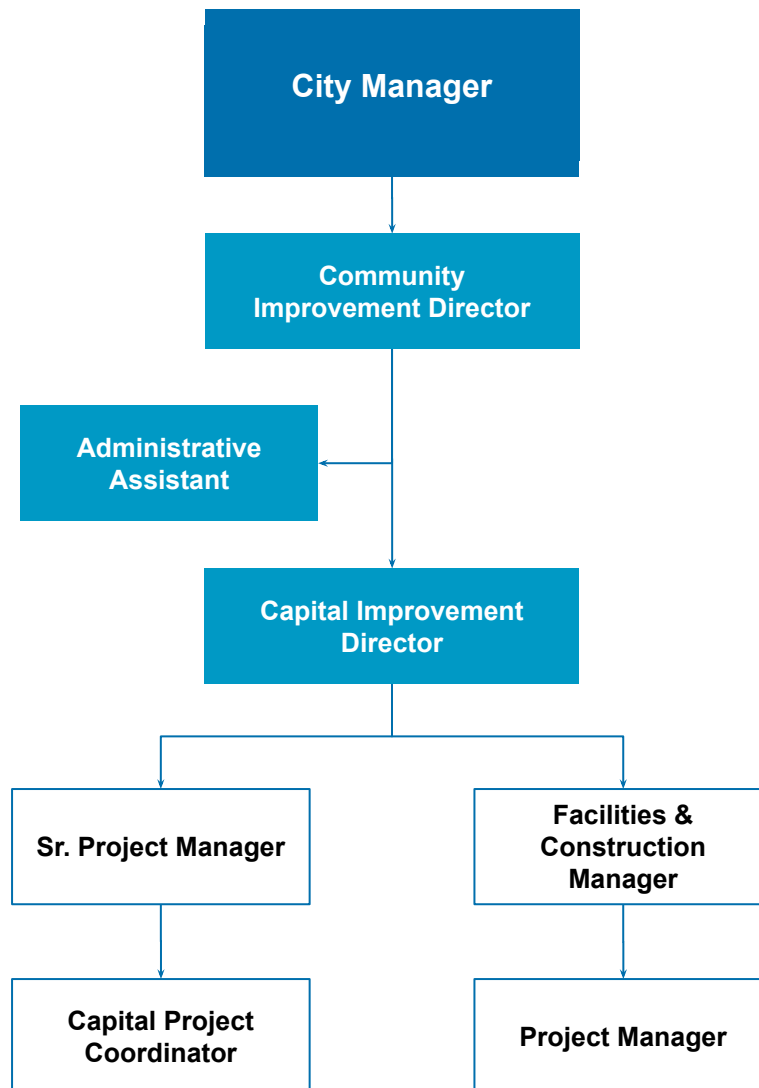 City Manager
Community
Improvement Director
Administrative
Assistant
Capital Improvement
Director
Sr. Project Manager
Facilities &
Construction
Manager
Capital Project
Coordinator
Project Manager